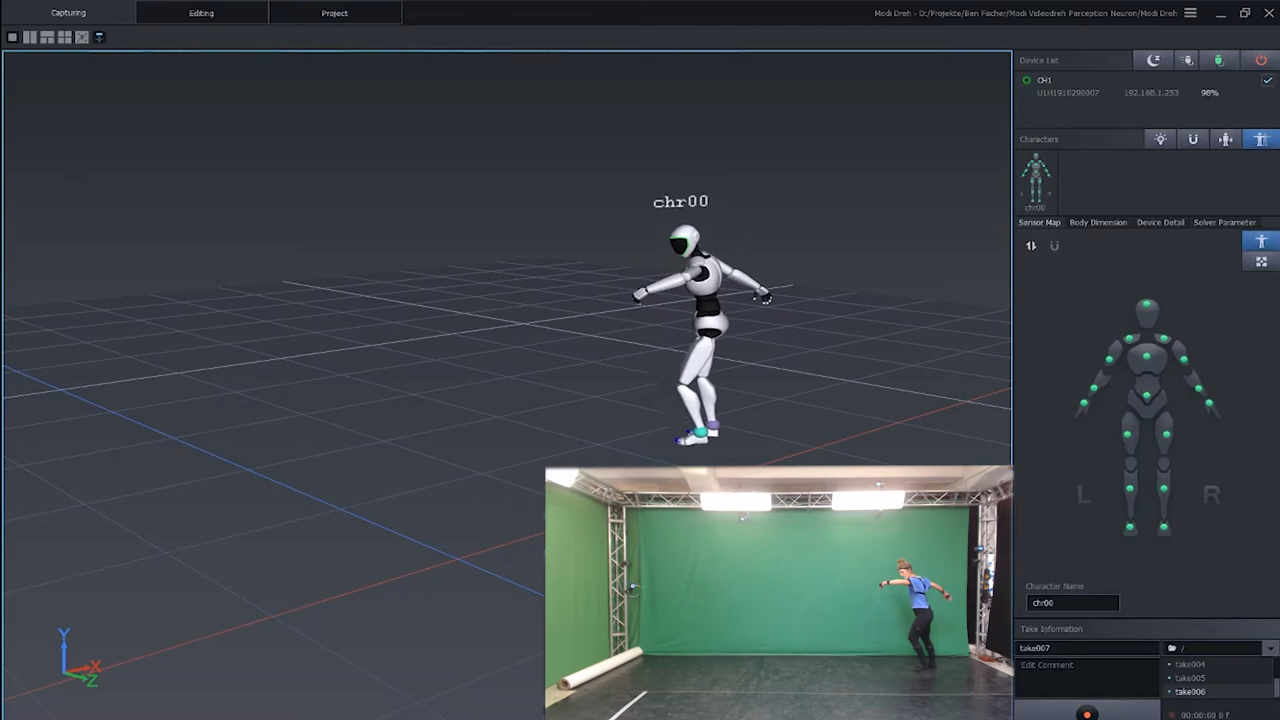 Capturing
Editing
Project
Modi Dreh - D:/Projekte/Ben Fischer/Modi Videodreh Perception Neuron/Modi Dreh
Device List
CH1
U1H1910290007 192.168.1.253 98%
Characters
chr00
chr00
Sensor Map Body Dimension Device Detail Solver Parameter
L R
Character Name
chr00
Take Information
take007 /
Edit Comment
take004
take005
take006
00:00:00 0 f
Y
X
Z